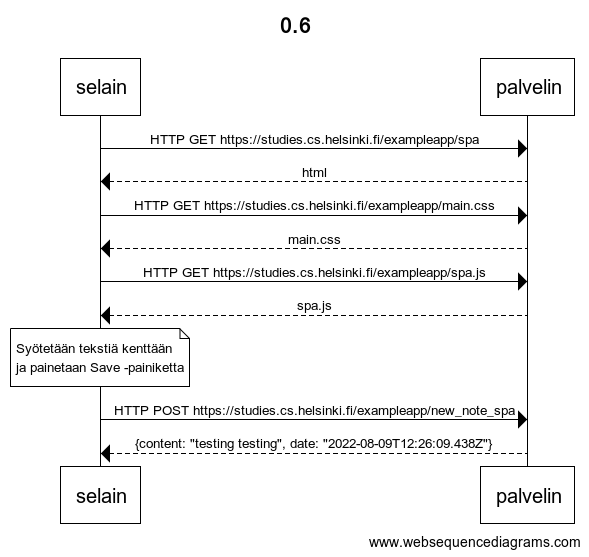 0.6
selain
palvelin
HTTP GET https://studies.cs.helsinki.fi/exampleapp/spa
html
HTTP GET https://studies.cs.helsinki.fi/exampleapp/main.css
main.css
HTTP GET https://studies.cs.helsinki.fi/exampleapp/spa.js
spa.js
Syötetään tekstiä kenttään
ja painetaan Save -painiketta
HTTP POST https://studies.cs.helsinki.fi/exampleapp/new_note_spa
{content: "testing testing", date: "2022-08-09T12:26:09.438Z"}
selain
palvelin
www.websequencediagrams.com